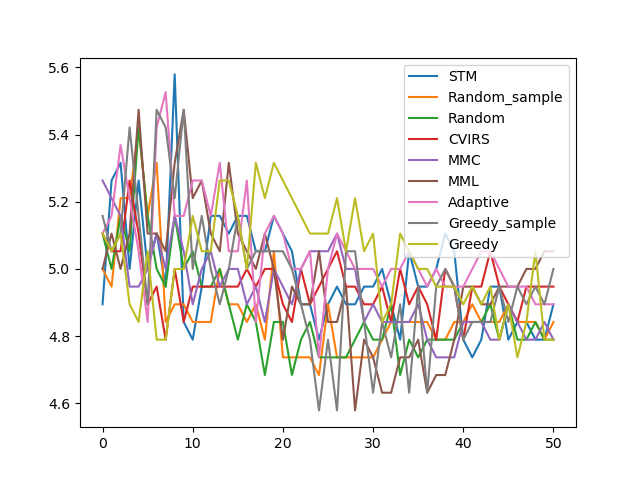 5.6
5.4
5.2
5.0
4.8
4.6
0
10
20
30
40
50
STM
Random_sample
Random
CVIRS
MMC
MML
Adaptive
Greedy_sample
Greedy